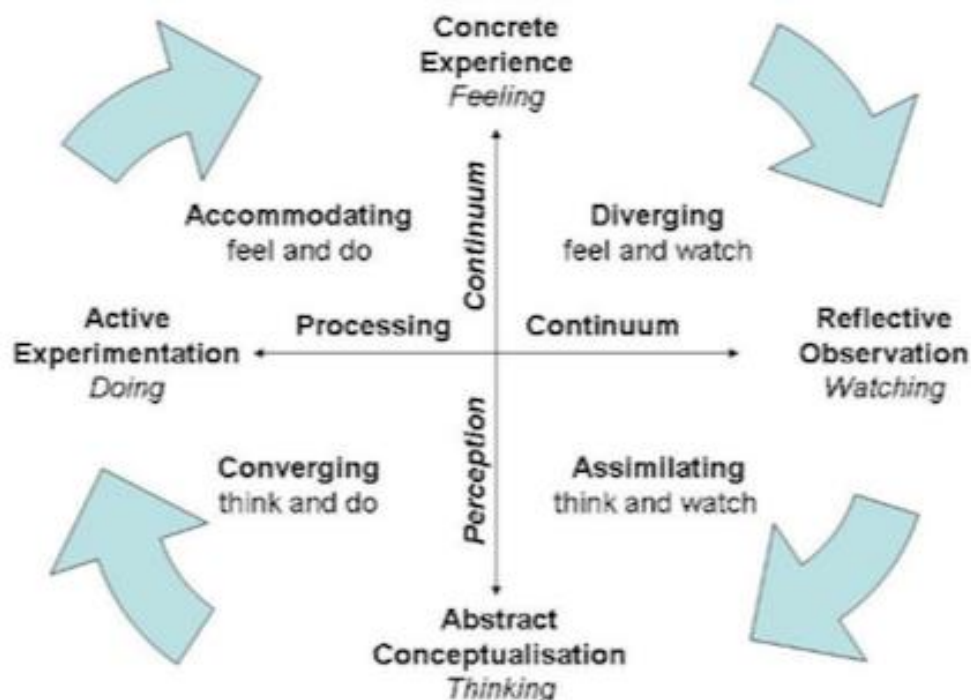 Concrete
Experience
Feeling
Continuum
Accommodating
feel and do
Diverging
feel and watch
Active
Experimentation
Doing
Processing
Continuum
Reflective
Observation
Watching
Perception
Converging
think and do
Assimilating
think and watch
Abstract
Conceptualisation
Thinking